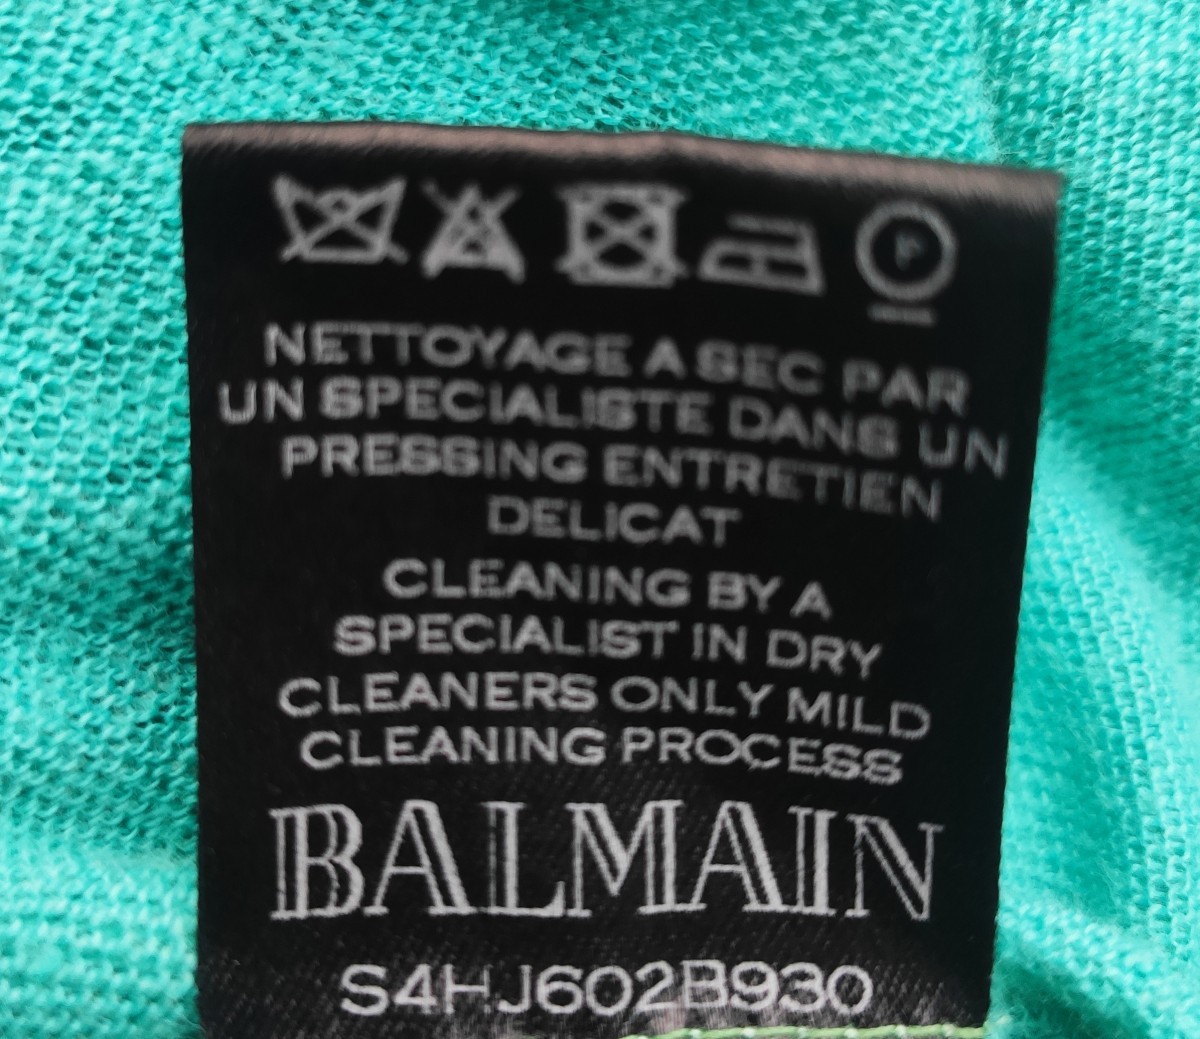 P
NETTOYAGE A SEC PAR
UN SPECIALISTE DANS UN
PRESSING ENTRETIEN
DELICAT
CLEANING BY A
SPECIALIST IN DRY
CLEANERS ONLY MILD
CLEANING PROCESS
BALMAIN
S4HJ602B930